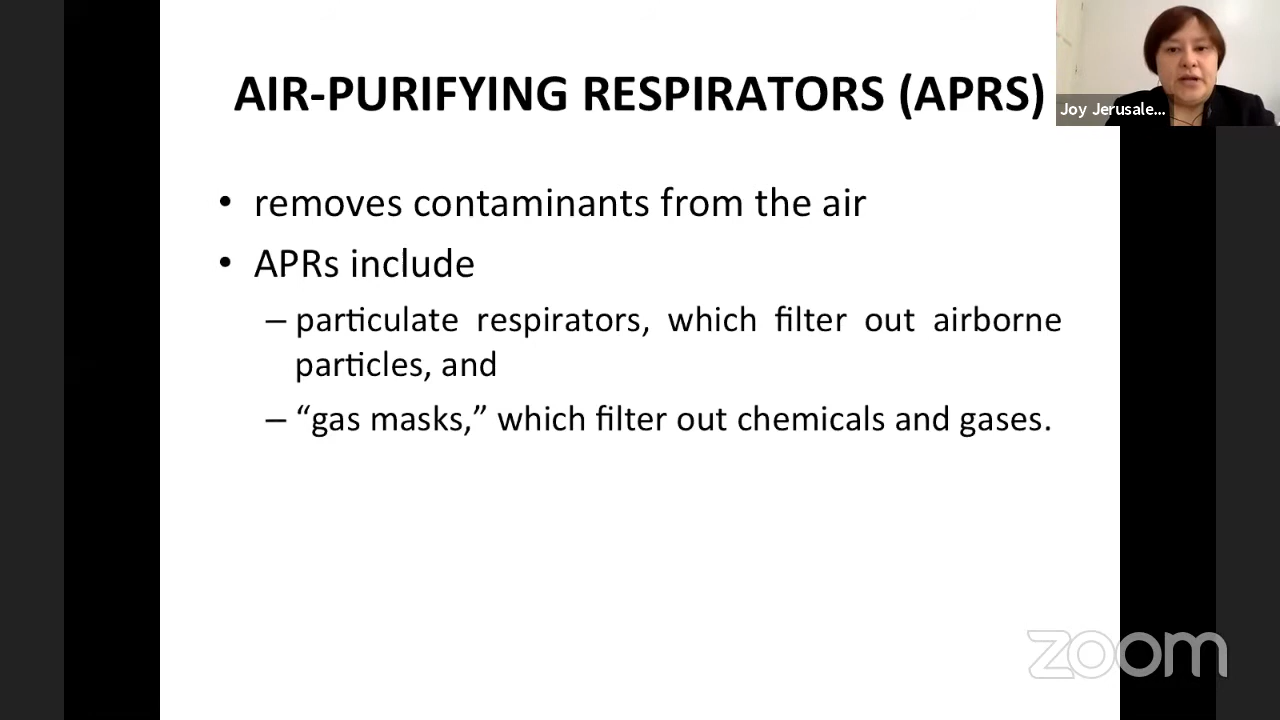 AIR-PURIFYING RESPIRATORS (APRS)
Joy Jerusale...
• removes contaminants from the air
• APRs include
– particulate respirators, which filter out airborne
particles, and
– “gas masks,” which filter out chemicals and gases.
zoom